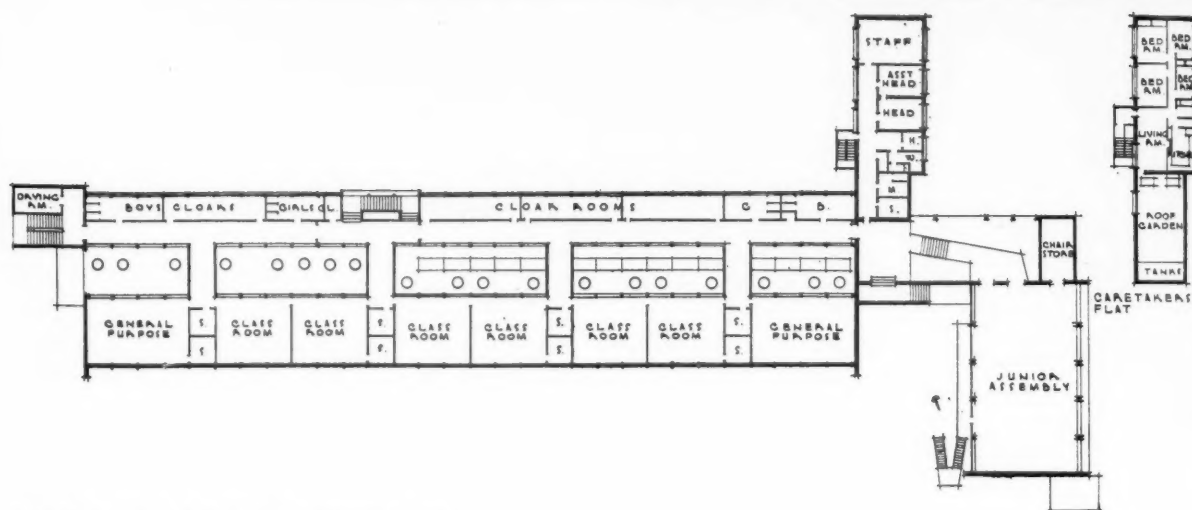 STAFF
ASST
HEAD
HEAD
H.
W.
M.
S.
DRYING
RM.
BOYS CLOAKS
GIRLS CL.
CLOAK ROOMS
G
B.
GENERAL
PURPOSE
S.
S.
CLASS
ROOM
CLASS
ROOM
S.
S.
CLASS
ROOM
CLASS
ROOM
S.
S.
CLASS
ROOM
CLASS
ROOM
S.
S.
GENERAL
PURPOSE
CHAIR
STORE
JUNIOR
ASSEMBLY
BED
RM.
BED
RM.
BED
RM.
BED
RM.
LIVING
RM.
ROOF
GARDEN
TANKS
CARETAKERS
FLAT